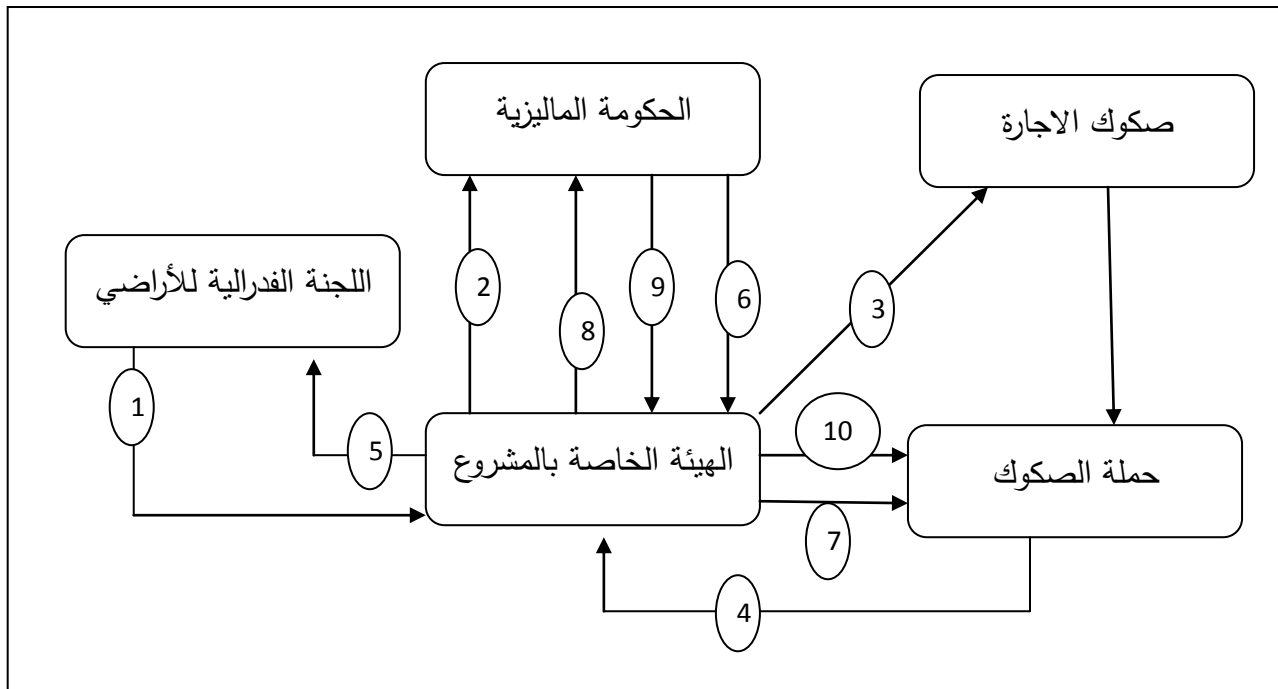 الحكومة الماليزية
صكوك الاجارة
اللجنة الفدرالية للأراضي
2
8
9
6
3
1
5
الهيئة الخاصة بالمشروع
10
حملة الصكوك
7
4